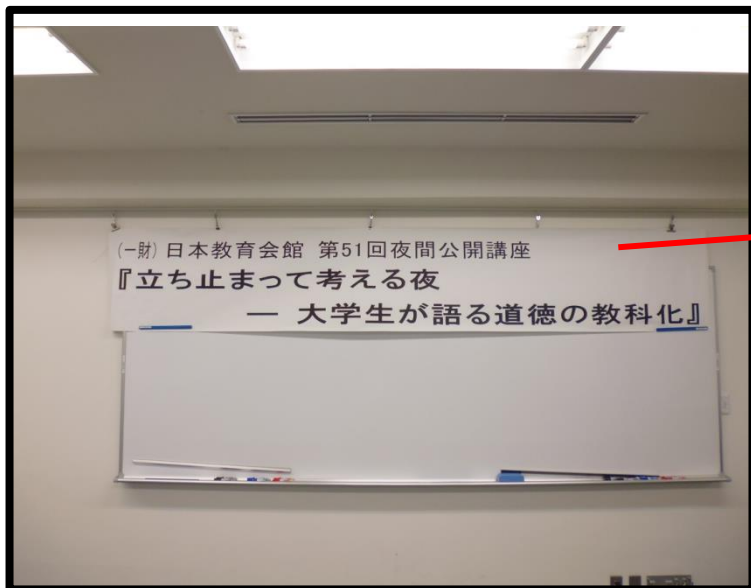 (一財)日本教育会館 第51回夜間公開講座
『立ち止まって考える夜
― 大学生が語る道徳の教科化』